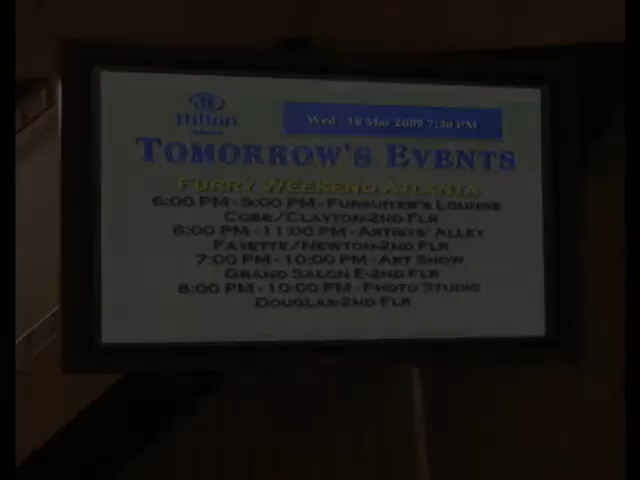 Hilton
Wed 18 Mar 2009 7:30 PM
TOMORROW'S EVENTS
FURRY WEEKEND ATLANTA
6:00 PM - 9:00 PM - FURSUITER'S LOUNGE
COBB/CLAYTON-2ND FLR
6:00 PM - 11:00 PM - ARTISTS' ALLEY
FAYETTE/NEWTON-2ND FLR
7:00 PM - 10:00 PM - ART SHOW
GRAND SALON E-2ND FLR
8:00 PM - 10:00 PM - PHOTO STUDIO
DOUGLAS-2ND FLR